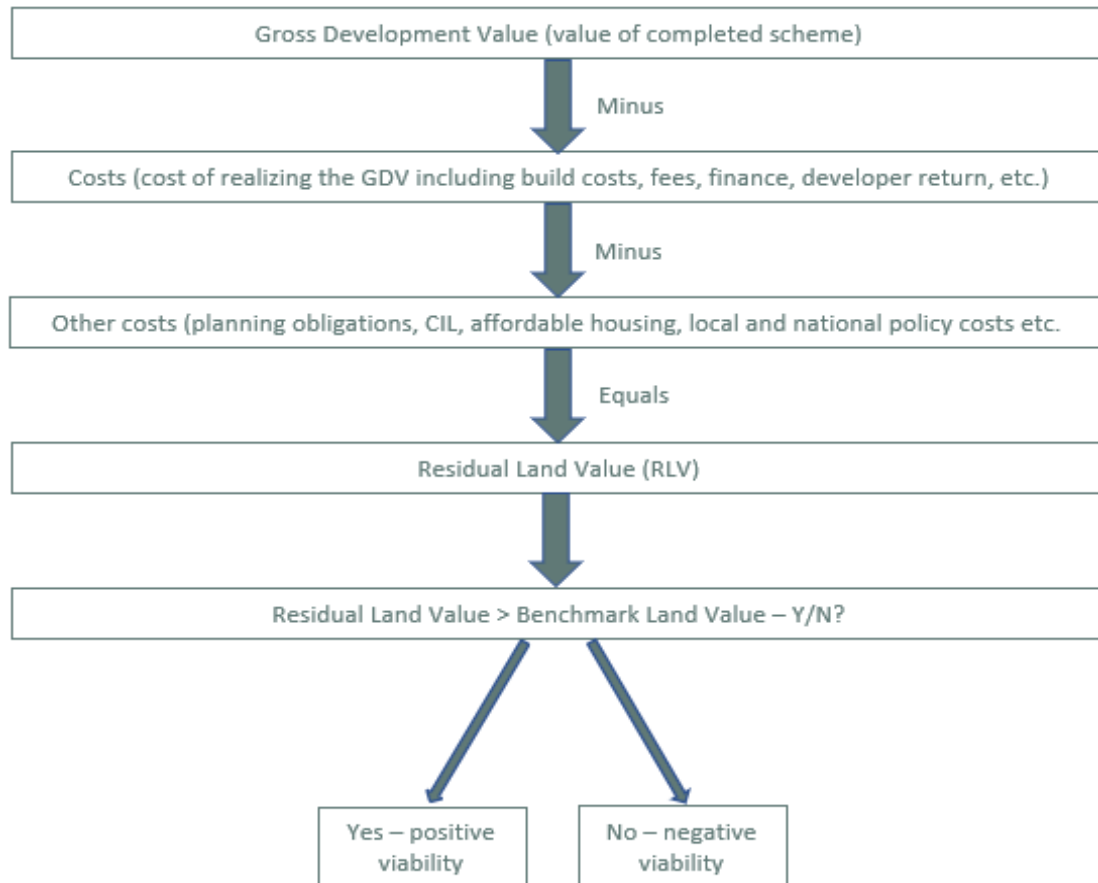 Gross Development Value (value of completed scheme)
Minus
Costs (cost of realizing the GDV including build costs, fees, finance, developer return, etc.)
Minus
Other costs (planning obligations, CIL, affordable housing, local and national policy costs etc.
Equals
Residual Land Value (RLV)
Residual Land Value > Benchmark Land Value – Y/N?
Yes – positive
viability
No – negative
viability